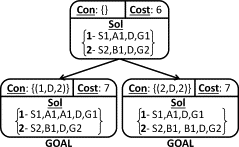 Con: {} Cost: 6
Sol
1- S1,A1,D,G1
2- S2,B1,D,G2
Con: {(1,D,2)} Cost: 7
Sol
1- S1,A1,A1,D,G1
2- S2,B1,D,G2
GOAL
Con: {(2,D,2)} Cost: 7
Sol
1- S1,A1,D,G1
2- S2,B1, B1,D,G2
GOAL